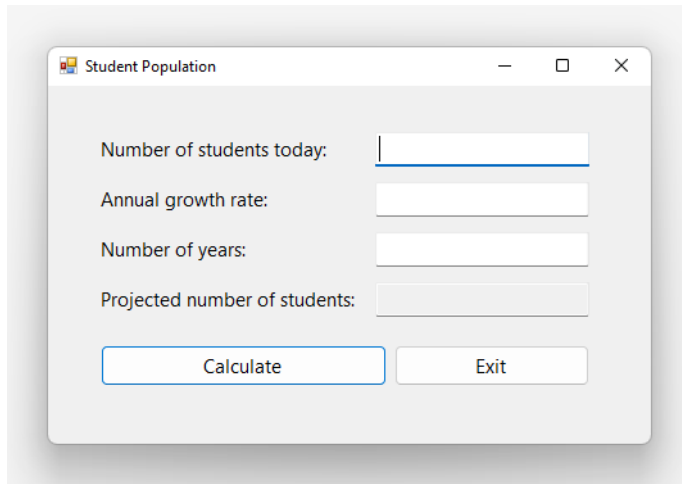 Student Population
Number of students today:
Annual growth rate:
Number of years:
Projected number of students:
Calculate Exit